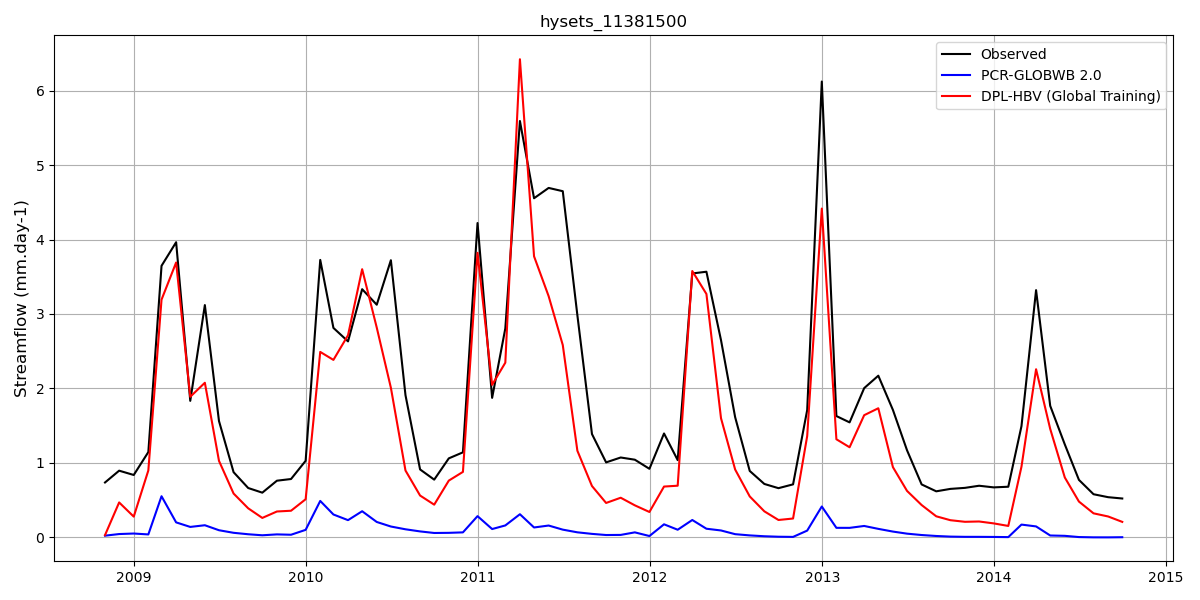 hysets_11381500
Observed
PCR-GLOBWB 2.0
DPL-HBV (Global Training)
Streamflow (mm.day-1)
6
5
4
3
2
1
0
2009 2010 2011 2012 2013 2014 2015